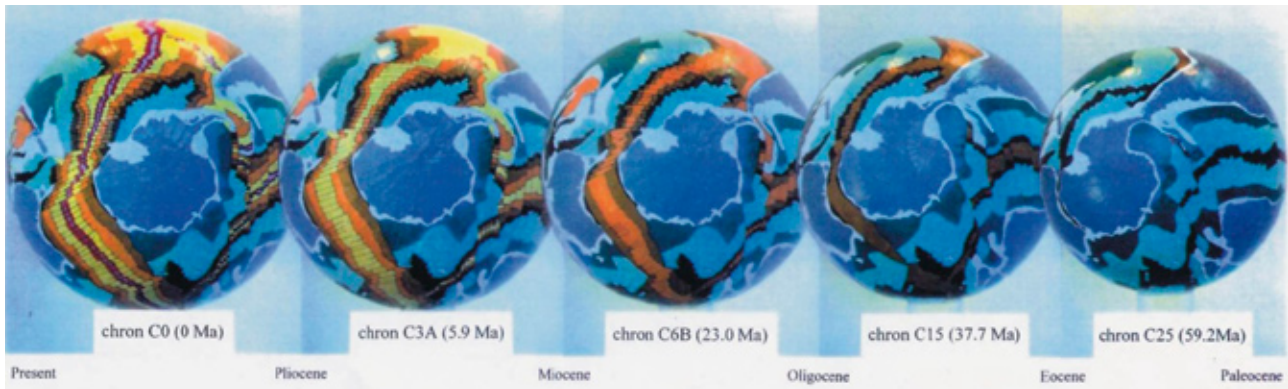 chron C0 (0 Ma)
chron C3A (5.9 Ma)
chron C6B (23.0 Ma)
chron C15 (37.7 Ma)
chron C25 (59.2Ma)
Present
Pliocene
Miocene
Oligocene
Eocene
Paleocene